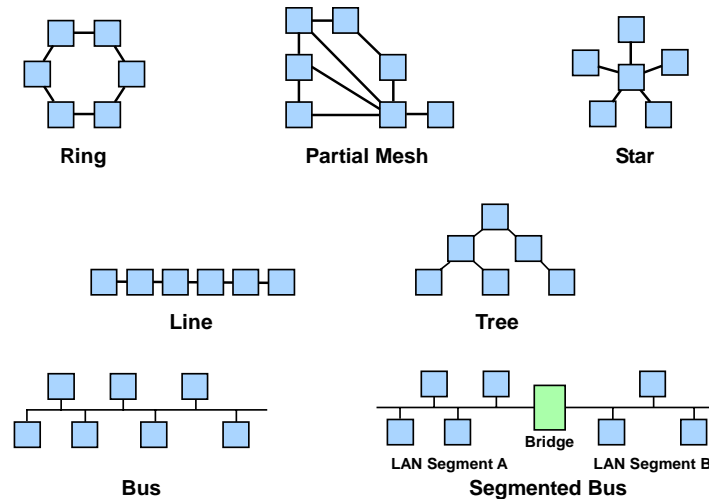 Ring
Partial Mesh
Star
Line
Tree
Bridge
LAN Segment A
LAN Segment B
Bus
Segmented Bus